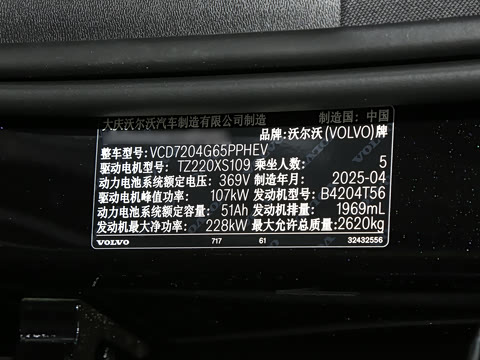 大庆沃尔沃汽车制造有限公司制造 制造国：中国
品牌：沃尔沃(VOLVO)牌
整车型号：VCD7204G65PPHEV
驱动电机型号：TZ220XS109 乘坐人数：5
动力电池系统额定电压：369V 制造年月：2025-04
驱动电机峰值功率：107kW 发动机型号：B4204T56
动力电池系统额定容量：51Ah 发动机排量：1969mL
发动机最大净功率：228kW 最大允许总质量：2620kg
VOLVO 717 61 32432556